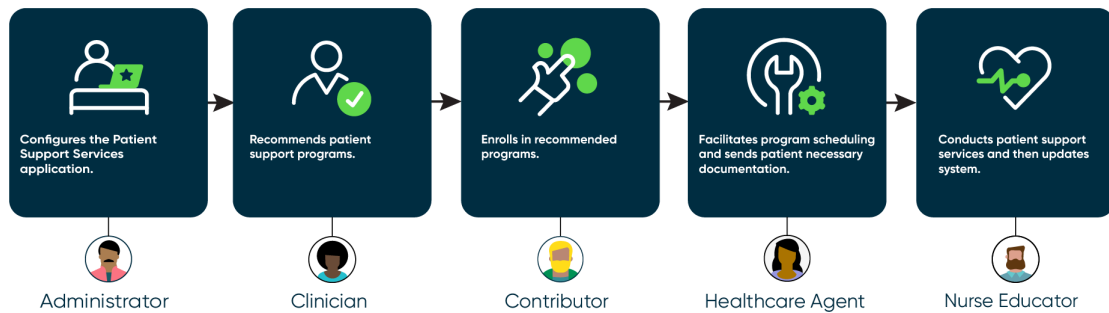 Configures the Patient
Support Services
application.
Recommends patient
support programs.
Enrolls in recommended
programs.
Facilitates program scheduling
and sends patient necessary
documentation.
Conducts patient support
services and then updates
system.
Administrator
Clinician
Contributor
Healthcare Agent
Nurse Educator